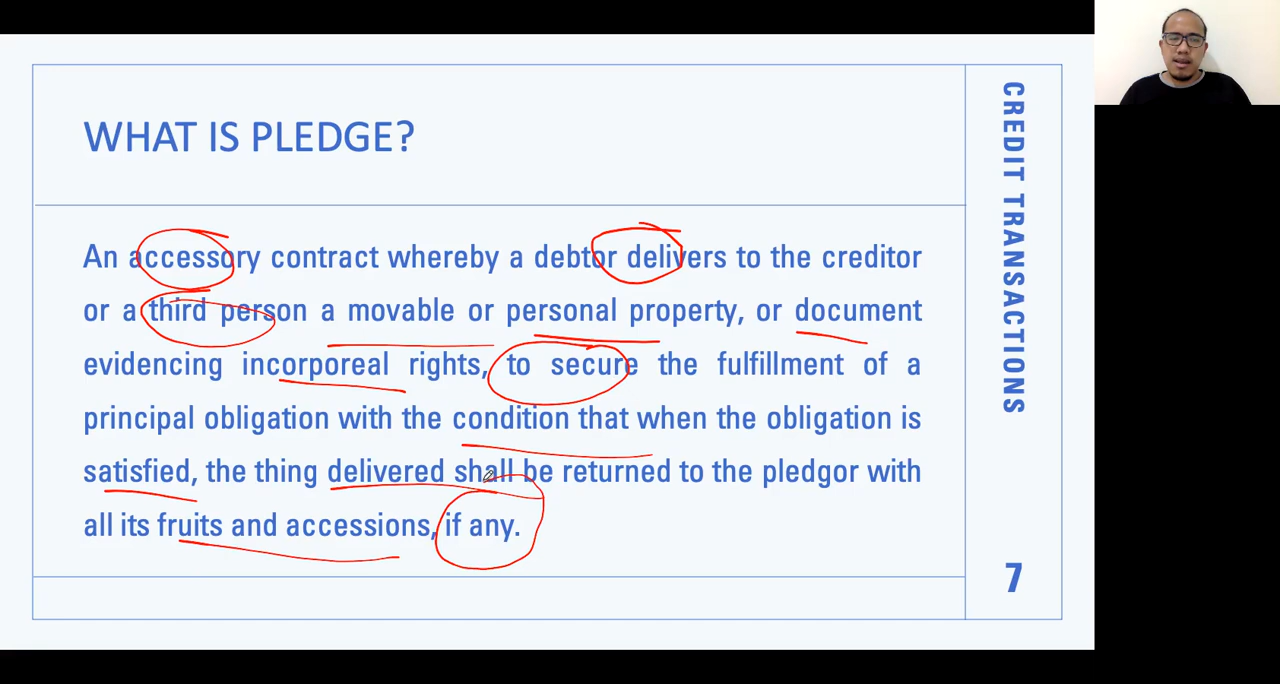 WHAT IS PLEDGE?
An accessory contract whereby a debtor delivers to the creditor
or a third person a movable or personal property, or document
evidencing incorporeal rights, to secure the fulfillment of a
principal obligation with the condition that when the obligation is
satisfied, the thing delivered shall be returned to the pledgor with
all its fruits and accessions, if any.
CREDIT TRANSACTIONS
7